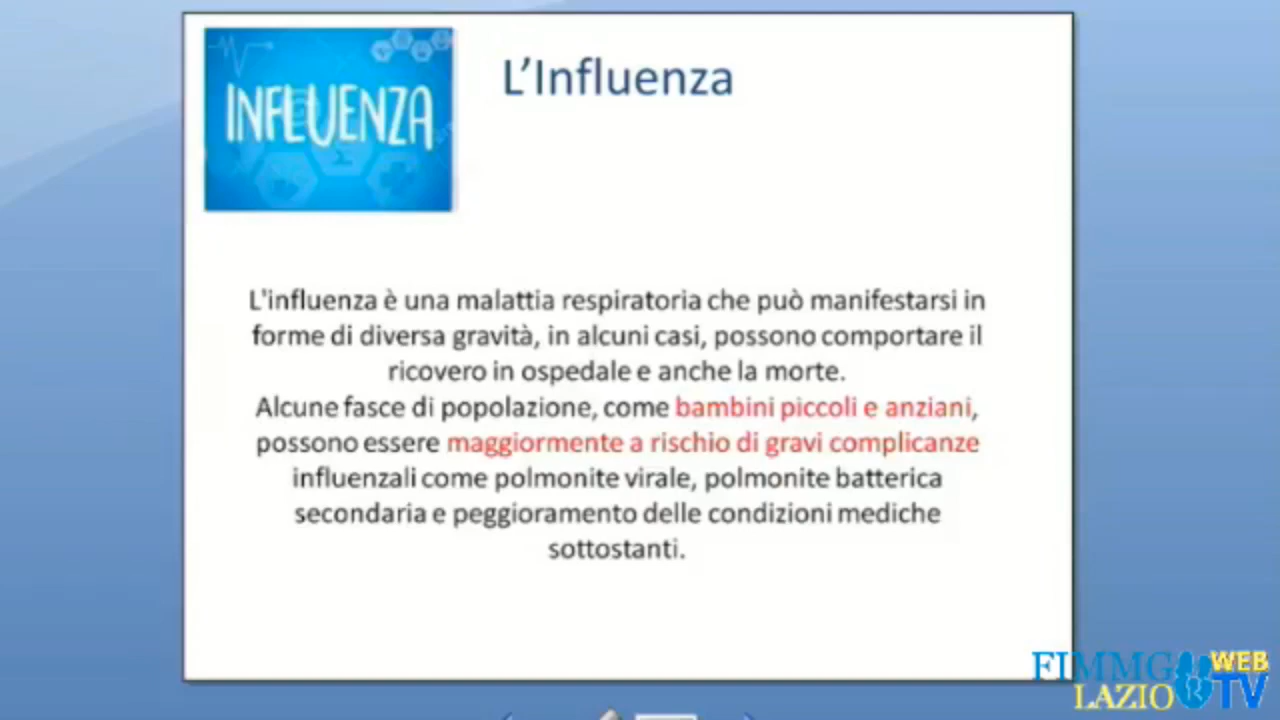 INFLUENZA
L'Influenza
L'influenza è una malattia respiratoria che può manifestarsi in
forme di diversa gravità, in alcuni casi, possono comportare il
ricovero in ospedale e anche la morte.
Alcune fasce di popolazione, come bambini piccoli e anziani,
possono essere maggiormente a rischio di gravi complicanze
influenzali come polmonite virale, polmonite batterica
secondaria e peggioramento delle condizioni mediche
sottostanti.
FIMMG WEB
LAZIO TV